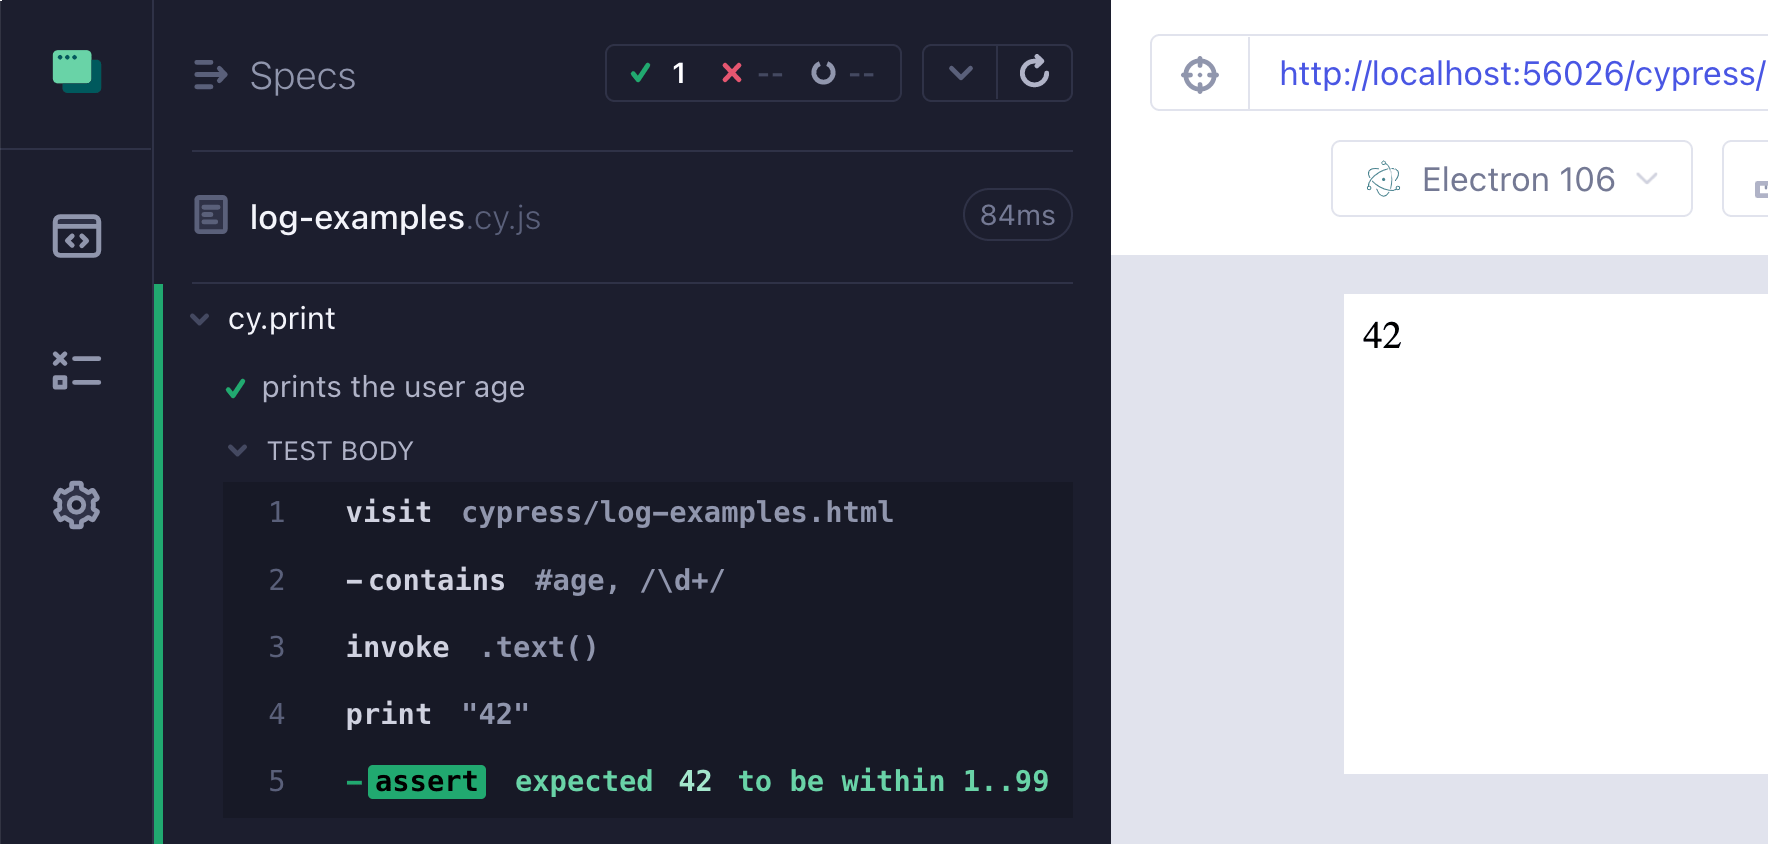 Specs
1 -- --
log-examples.cy.js
84ms
cy.print
prints the user age
TEST BODY
1 visit cypress/log-examples.html
2 -contains #age, /\d+/
3 invoke .text()
4 print "42"
5 -assert expected 42 to be within 1..99
http://localhost:56026/cypress/
Electron 106
42